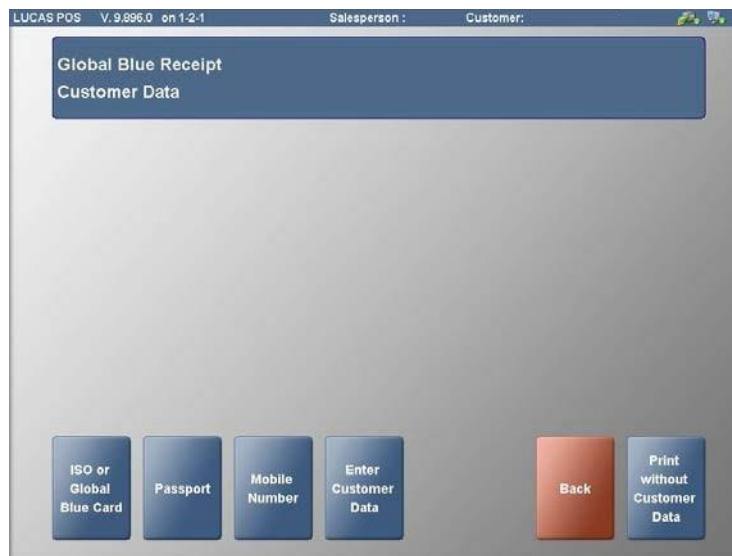 LUCAS POS V. 9.896.0 on 1-2-1 Salesperson : Customer:
Global Blue Receipt
Customer Data
ISO or
Global
Blue Card
Passport
Mobile
Number
Enter
Customer
Data
Back
Print
without
Customer
Data